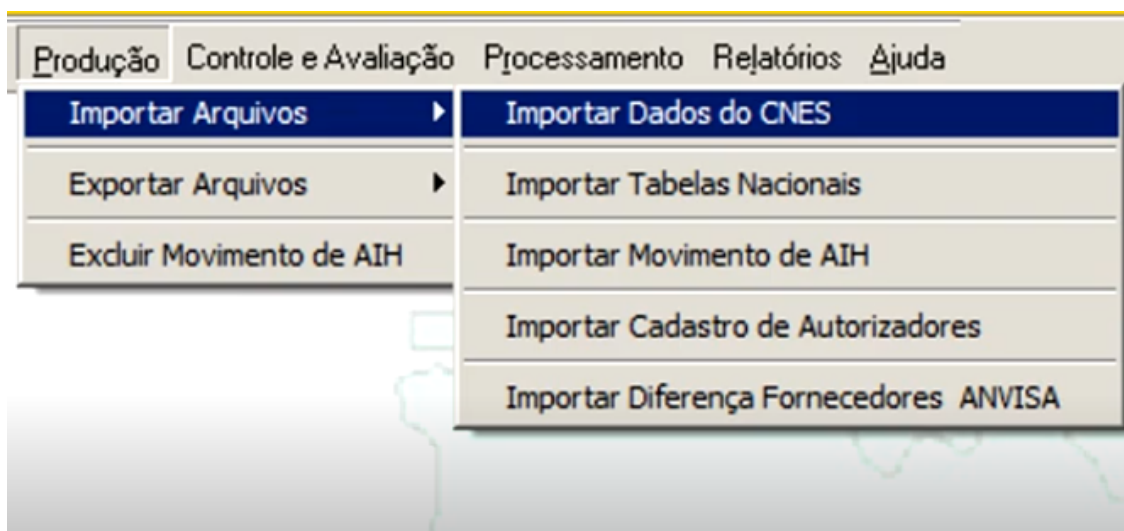 Produção Controle e Avaliação Processamento Relatórios Ajuda
Importar Arquivos
Exportar Arquivos
Excluir Movimento de AIH
Importar Dados do CNES
Importar Tabelas Nacionais
Importar Movimento de AIH
Importar Cadastro de Autorizadores
Importar Diferença Fornecedores ANVISA